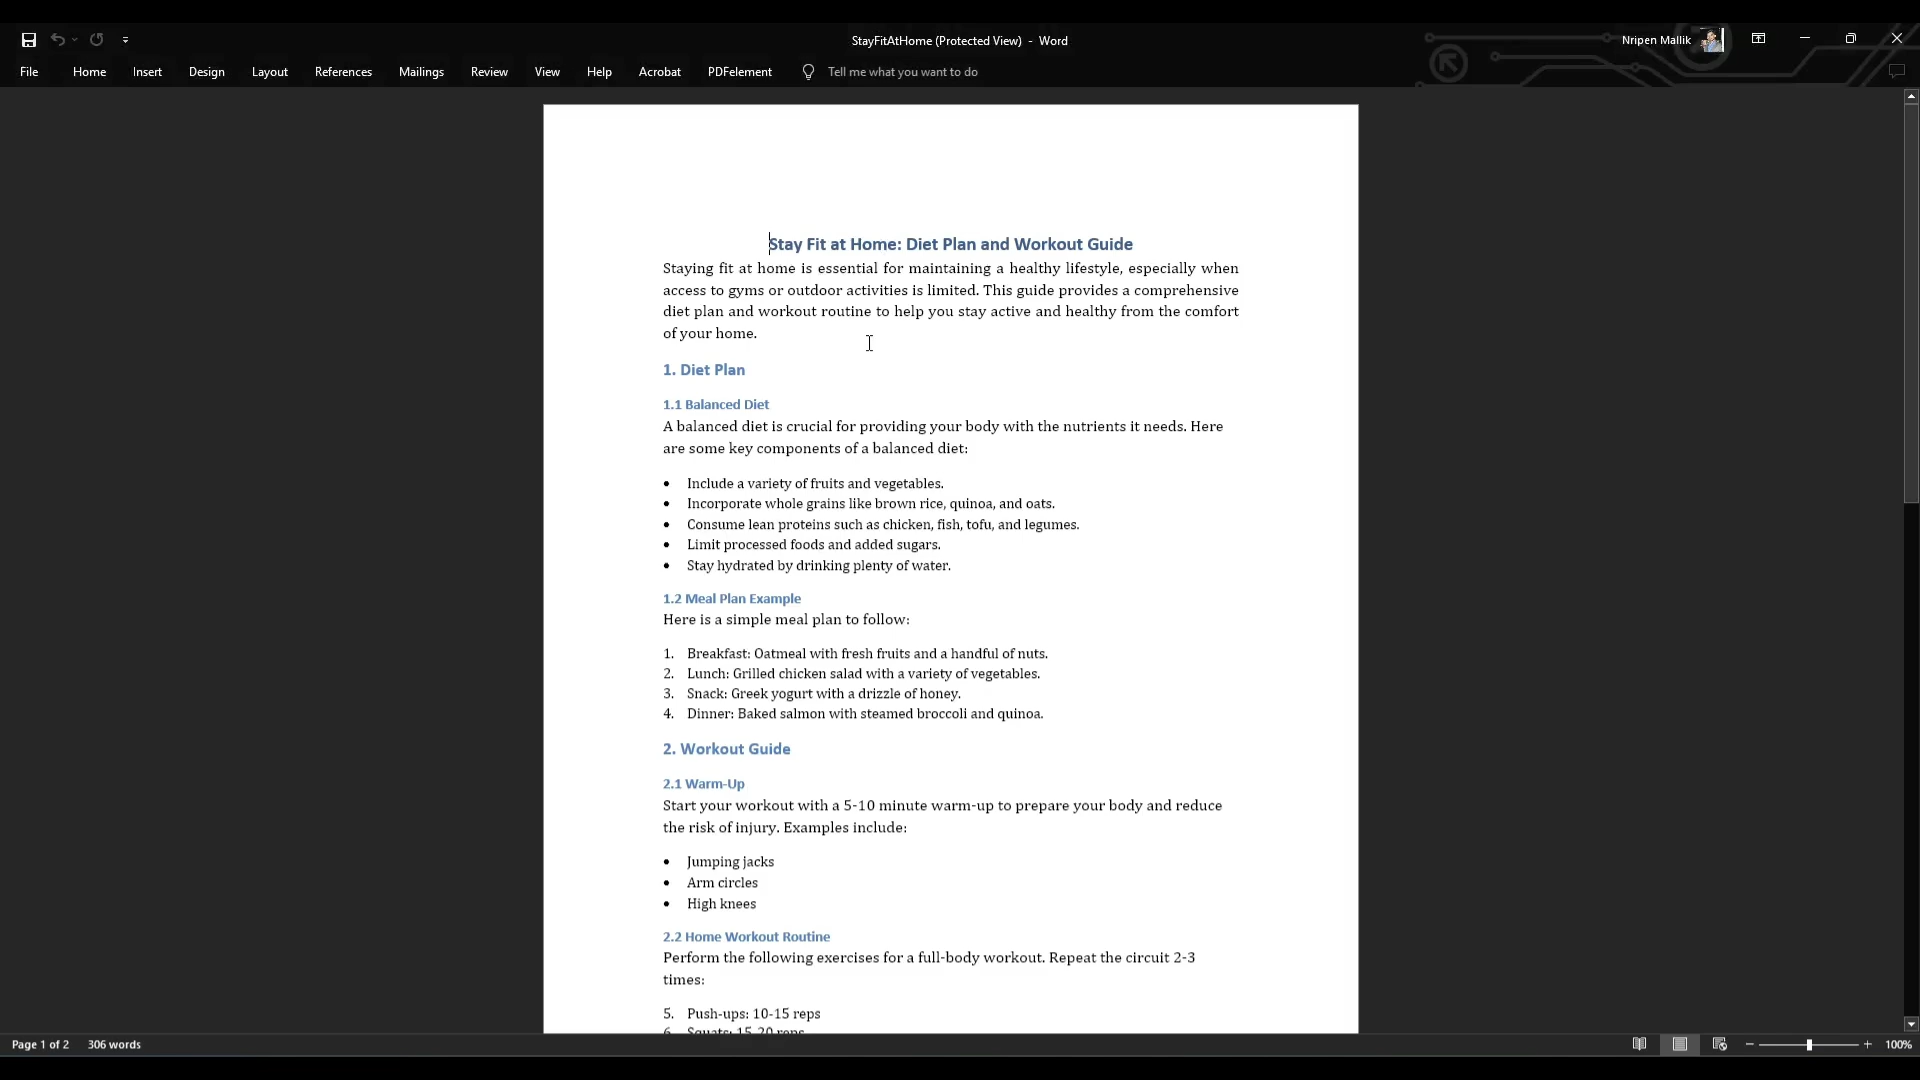 StayFitAtHome (Protected View) - Word
Nripen Mallik
File Home Insert Design Layout References Mailings Review View Help Acrobat PDFelement Tell me what you want to do
Stay Fit at Home: Diet Plan and Workout Guide
Staying fit at home is essential for maintaining a healthy lifestyle, especially when
access to gyms or outdoor activities is limited. This guide provides a comprehensive
diet plan and workout routine to help you stay active and healthy from the comfort
of your home.
1. Diet Plan
1.1 Balanced Diet
A balanced diet is crucial for providing your body with the nutrients it needs. Here
are some key components of a balanced diet:
• Include a variety of fruits and vegetables.
• Incorporate whole grains like brown rice, quinoa, and oats.
• Consume lean proteins such as chicken, fish, tofu, and legumes.
• Limit processed foods and added sugars.
• Stay hydrated by drinking plenty of water.
1.2 Meal Plan Example
Here is a simple meal plan to follow:
1. Breakfast: Oatmeal with fresh fruits and a handful of nuts.
2. Lunch: Grilled chicken salad with a variety of vegetables.
3. Snack: Greek yogurt with a drizzle of honey.
4. Dinner: Baked salmon with steamed broccoli and quinoa.
2. Workout Guide
2.1 Warm-Up
Start your workout with a 5-10 minute warm-up to prepare your body and reduce
the risk of injury. Examples include:
• Jumping jacks
• Arm circles
• High knees
2.2 Home Workout Routine
Perform the following exercises for a full-body workout. Repeat the circuit 2-3
times:
5. Push-ups: 10-15 reps
6. Squats: 15-20 reps
Page 1 of 2 306 words
100%